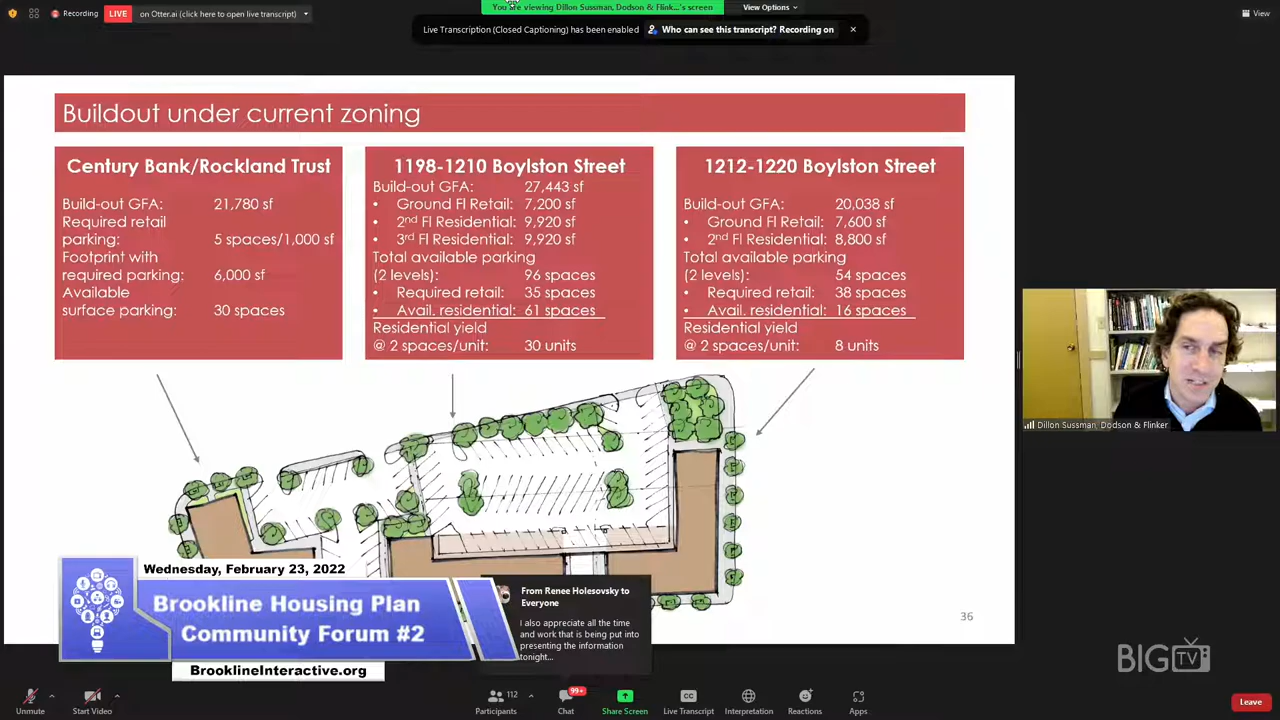 Recording
LIVE
on Otter.ai (click here to open live transcript)
You are viewing Dillon Sussman, Dodson & Flink...'s screen
View Options
View
Live Transcription (Closed Captioning) has been enabled
Who can see this transcript? Recording on
Buildout under current zoning
Century Bank/Rockland Trust
Build-out GFA: 21,780 sf
Required retail
parking: 5 spaces/1,000 sf
Footprint with
required parking: 6,000 sf
Available
surface parking: 30 spaces
1198-1210 Boylston Street
Build-out GFA: 27,443 sf
• Ground Fl Retail: 7,200 sf
• 2nd Fl Residential: 9,920 sf
• 3rd Fl Residential: 9,920 sf
Total available parking
(2 levels): 96 spaces
• Required retail: 35 spaces
• Avail. residential: 61 spaces
Residential yield
@ 2 spaces/unit: 30 units
1212-1220 Boylston Street
Build-out GFA: 20,038 sf
• Ground Fl Retail: 7,600 sf
• 2nd Fl Residential: 8,800 sf
Total available parking
(2 levels): 54 spaces
• Required retail: 38 spaces
• Avail. residential: 16 spaces
Residential yield
@ 2 spaces/unit: 8 units
Dillon Sussman, Dodson & Flinker
Wednesday, February 23, 2022
Brookline Housing Plan
Community Forum #2
BrooklineInteractive.org
From Renee Holesovsky to
Everyone
I also appreciate all the time
and work that is being put into
presenting the information
tonight...
36
BIG TV
Unmute
Start Video
112
Participants
99+
Chat
Share Screen
CC
Live Transcript
Interpretation
Reactions
Apps
Leave